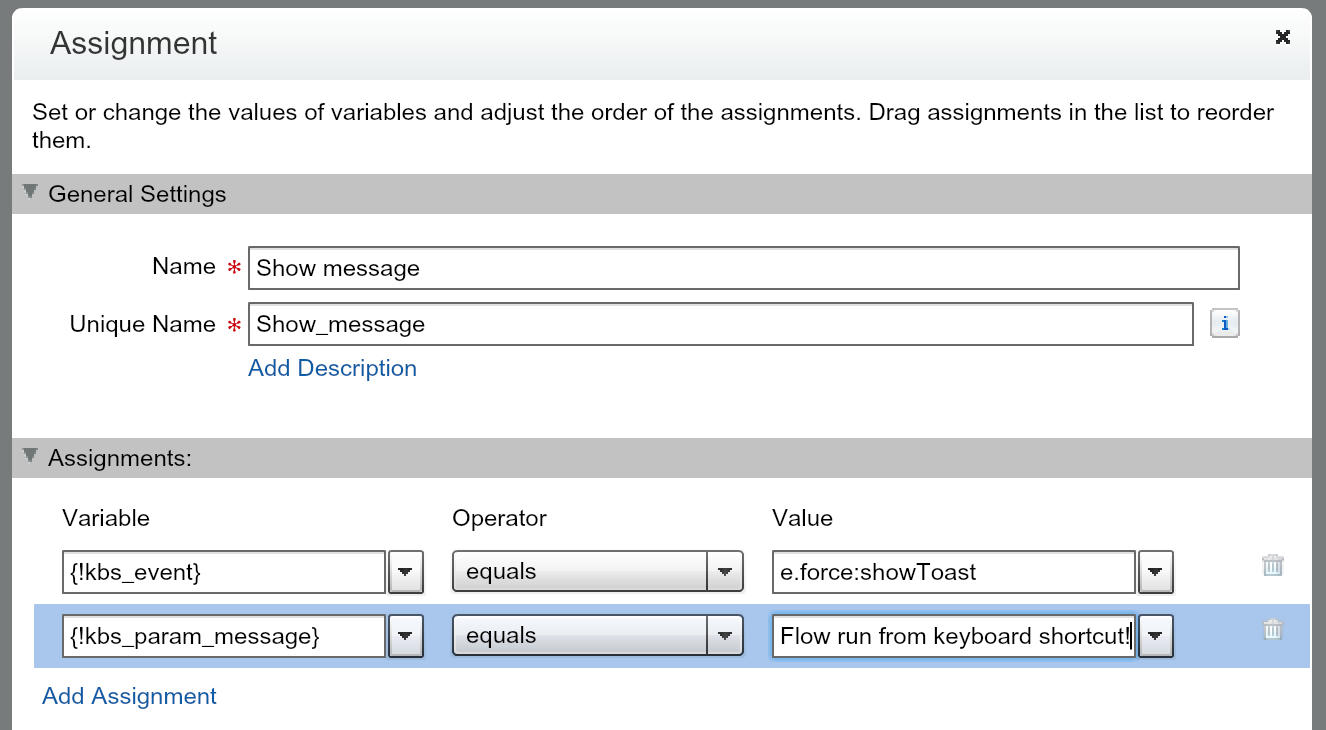 Assignment
Set or change the values of variables and adjust the order of the assignments. Drag assignments in the list to reorder
them.
General Settings
Name * Show message
Unique Name * Show_message i
Add Description
Assignments:
Variable Operator Value
{!kbs_event} equals e.force:showToast
{!kbs_param_message} equals Flow run from keyboard shortcut!
Add Assignment